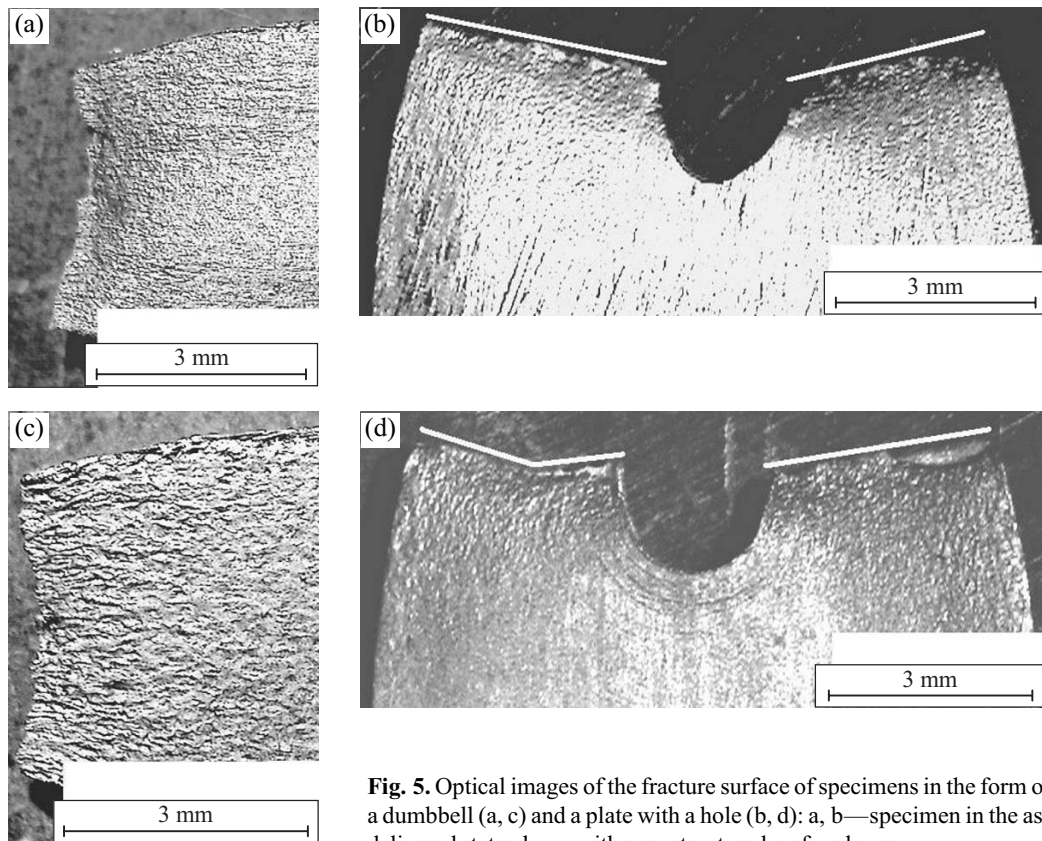 (a)
(b)
3 mm
3 mm
(c)
(d)
3 mm
3 mm
Fig. 5. Optical images of the fracture surface of specimens in the form o
a dumbbell (a, c) and a plate with a hole (b, d): a, b—specimen in the as